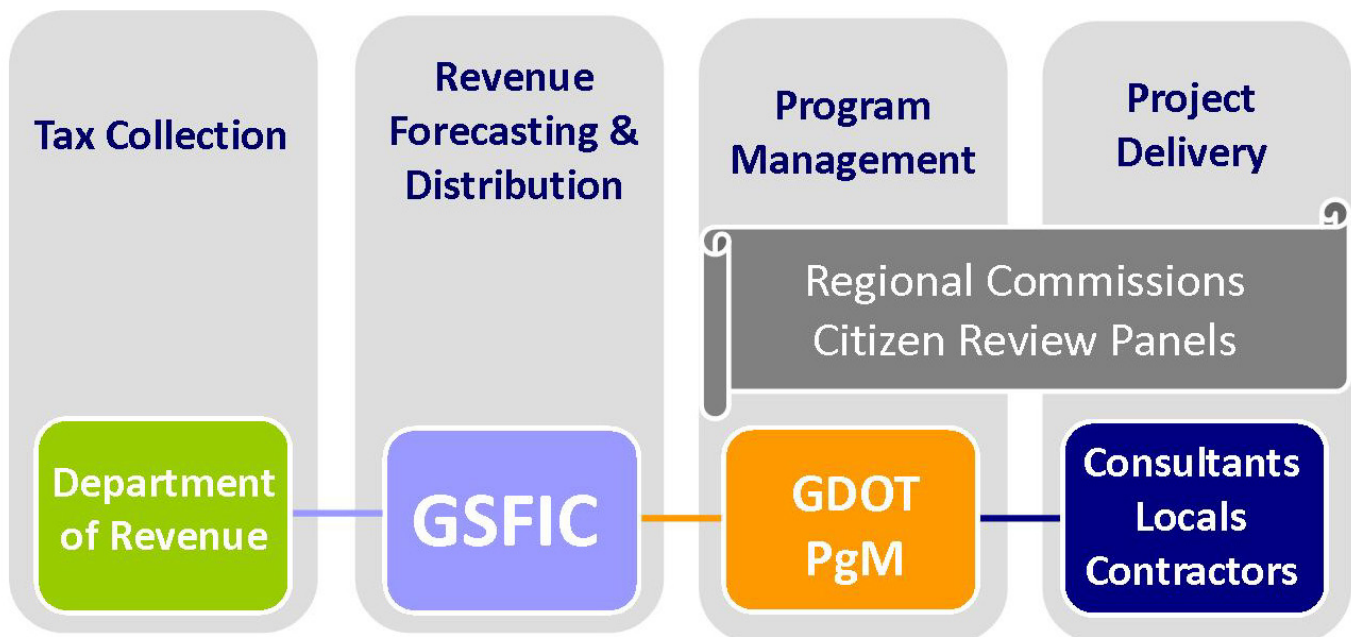 Tax Collection
Revenue
Forecasting &
Distribution
Program
Management
Project
Delivery
Regional Commissions
Citizen Review Panels
Department
of Revenue
GSFIC
GDOT
PgM
Consultants
Locals
Contractors